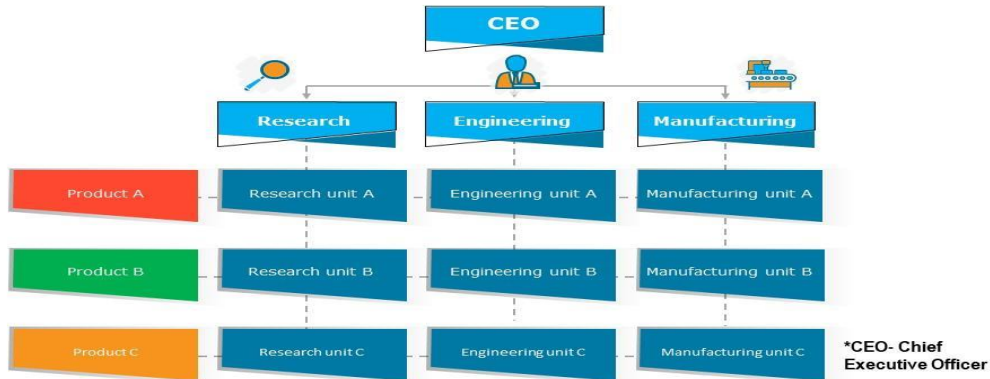 CEO
Research
Engineering
Manufacturing
Product A
Research unit A
Engineering unit A
Manufacturing unit A
Product B
Research unit B
Engineering unit B
Manufacturing unit B
Product C
Research unit C
Engineering unit C
Manufacturing unit C
*CEO- Chief
Executive Officer